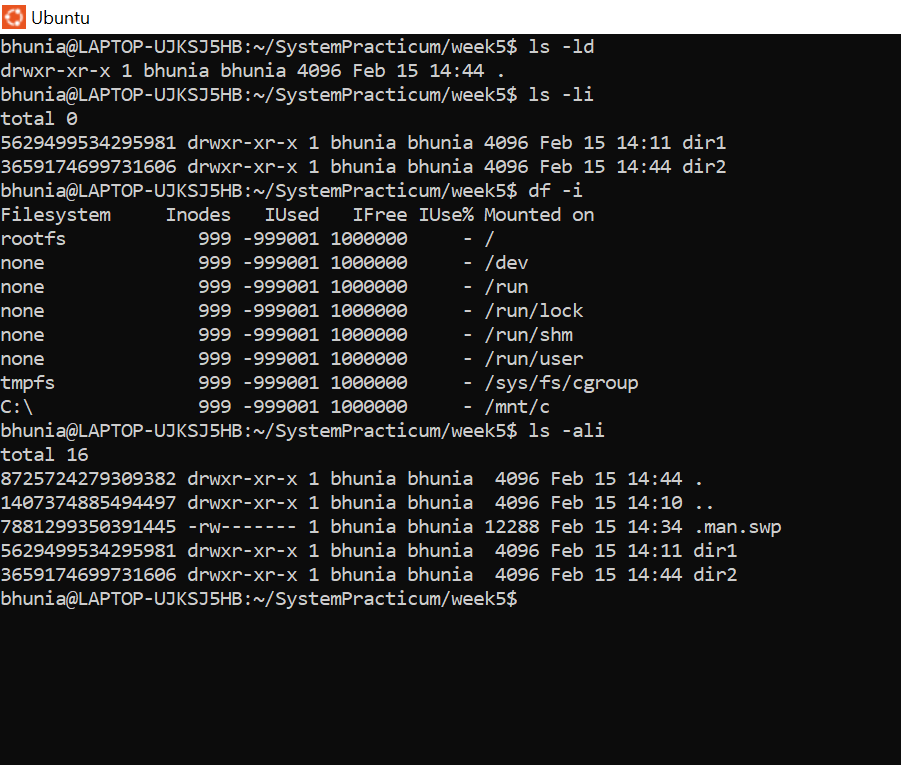 Ubuntu
bhunia@LAPTOP-UJKSJ5HB:~/SystemPracticum/week5$ ls -ld
drwxr-xr-x 1 bhunia bhunia 4096 Feb 15 14:44 .
bhunia@LAPTOP-UJKSJ5HB:~/SystemPracticum/week5$ ls -li
total 0
5629499534295981 drwxr-xr-x 1 bhunia bhunia 4096 Feb 15 14:11 dir1
3659174699731606 drwxr-xr-x 1 bhunia bhunia 4096 Feb 15 14:44 dir2
bhunia@LAPTOP-UJKSJ5HB:~/SystemPracticum/week5$ df -i
Filesystem     Inodes   IUsed   IFree IUse% Mounted on
rootfs            999 -999001 1000000     - /
none              999 -999001 1000000     - /dev
none              999 -999001 1000000     - /run
none              999 -999001 1000000     - /run/lock
none              999 -999001 1000000     - /run/shm
none              999 -999001 1000000     - /run/user
tmpfs             999 -999001 1000000     - /sys/fs/cgroup
C:\               999 -999001 1000000     - /mnt/c
bhunia@LAPTOP-UJKSJ5HB:~/SystemPracticum/week5$ ls -ali
total 16
8725724279309382 drwxr-xr-x 1 bhunia bhunia  4096 Feb 15 14:44 .
1407374885494497 drwxr-xr-x 1 bhunia bhunia  4096 Feb 15 14:10 ..
7881299350391445 -rw------- 1 bhunia bhunia 12288 Feb 15 14:34 .man.swp
5629499534295981 drwxr-xr-x 1 bhunia bhunia  4096 Feb 15 14:11 dir1
3659174699731606 drwxr-xr-x 1 bhunia bhunia  4096 Feb 15 14:44 dir2
bhunia@LAPTOP-UJKSJ5HB:~/SystemPracticum/week5$